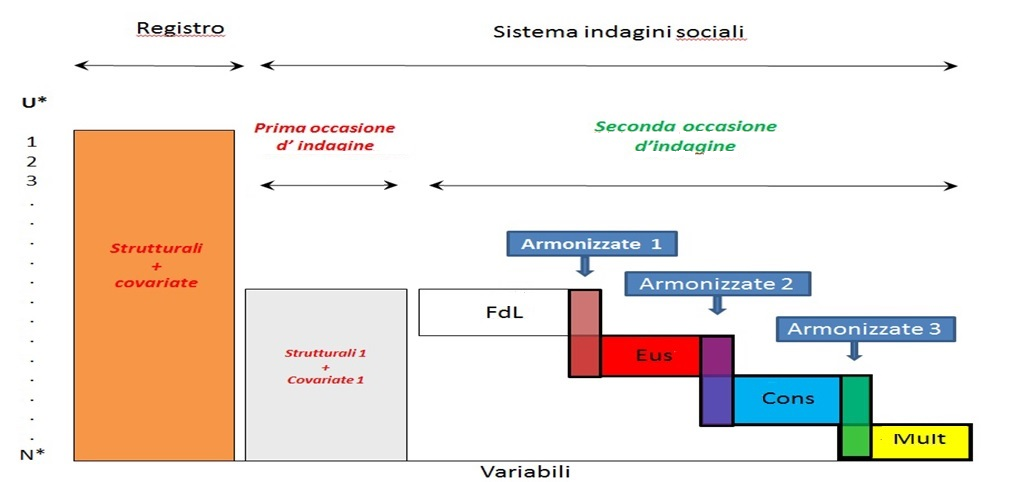 Registro
Sistema indagini sociali
U*
Prima occasione
d' indagine
Seconda occasione
d'indagine
1
2
3
.
.
.
.
.
.
.
.
.
.
.
.
.
N*
Strutturali
+
covariate
Strutturali 1
+
Covariate 1
Armonizzate 1
Armonizzate 2
Armonizzate 3
FdL
Eus
Cons
Mult
Variabili